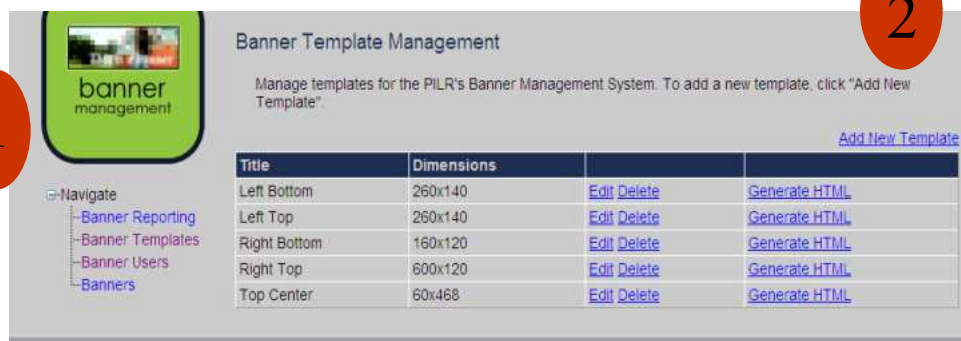 2
Banner Template Management
banner
management
Manage templates for the PILR's Banner Management System. To add a new template, click "Add New
Template".
Add New Template
Title Dimensions
Left Bottom 260x140 Edit Delete Generate HTML
Left Top 260x140 Edit Delete Generate HTML
Right Bottom 160x120 Edit Delete Generate HTML
Right Top 600x120 Edit Delete Generate HTML
Top Center 60x468 Edit Delete Generate HTML
Navigate
Banner Reporting
Banner Templates
Banner Users
Banners